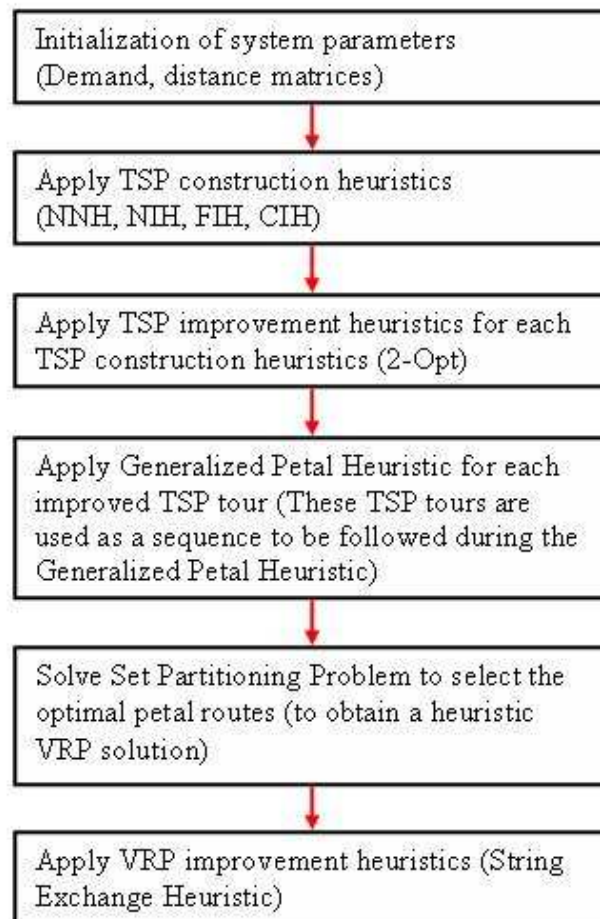 Initialization of system parameters
(Demand, distance matrices)
Apply TSP construction heuristics
(NNH, NIH, FIH, CIH)
Apply TSP improvement heuristics for each
TSP construction heuristics (2-Opt)
Apply Generalized Petal Heuristic for each
improved TSP tour (These TSP tours are
used as a sequence to be followed during the
Generalized Petal Heuristic)
Solve Set Partitioning Problem to select the
optimal petal routes (to obtain a heuristic
VRP solution)
Apply VRP improvement heuristics (String
Exchange Heuristic)